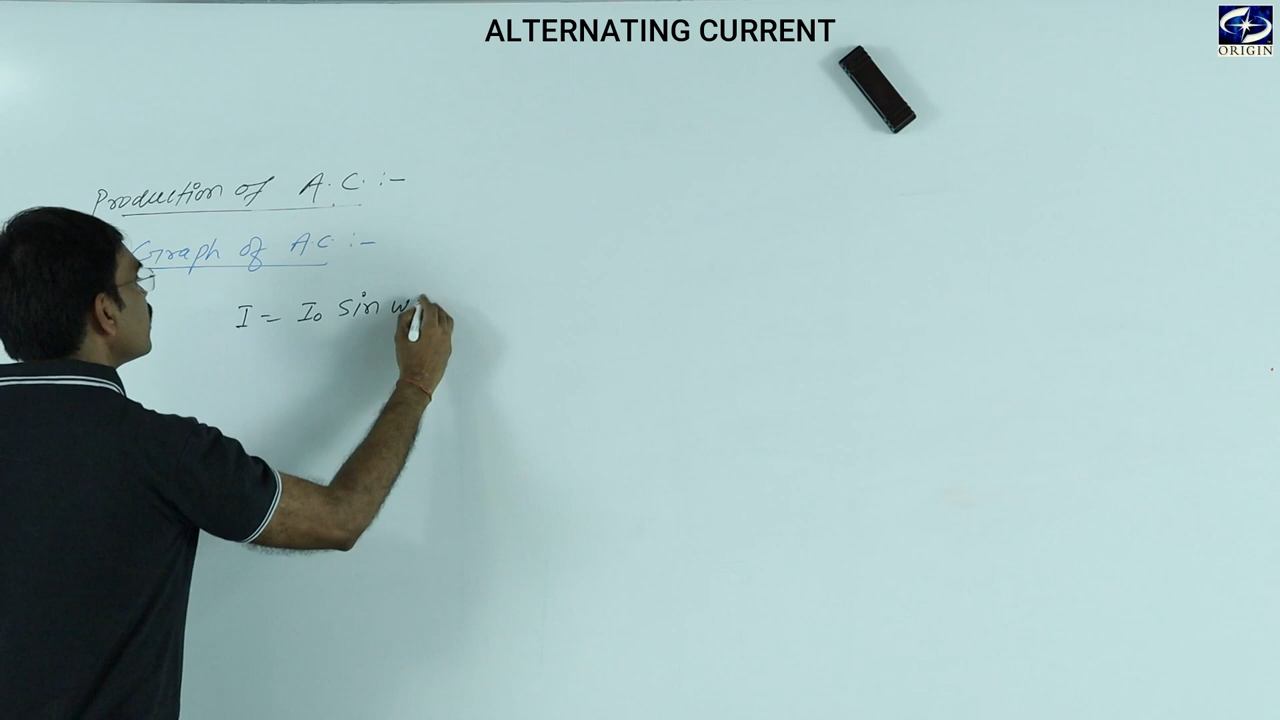 ALTERNATING CURRENT
ORIGIN
Production of A.C. :-
Graph of A.C. :-
I = I₀ sin ω